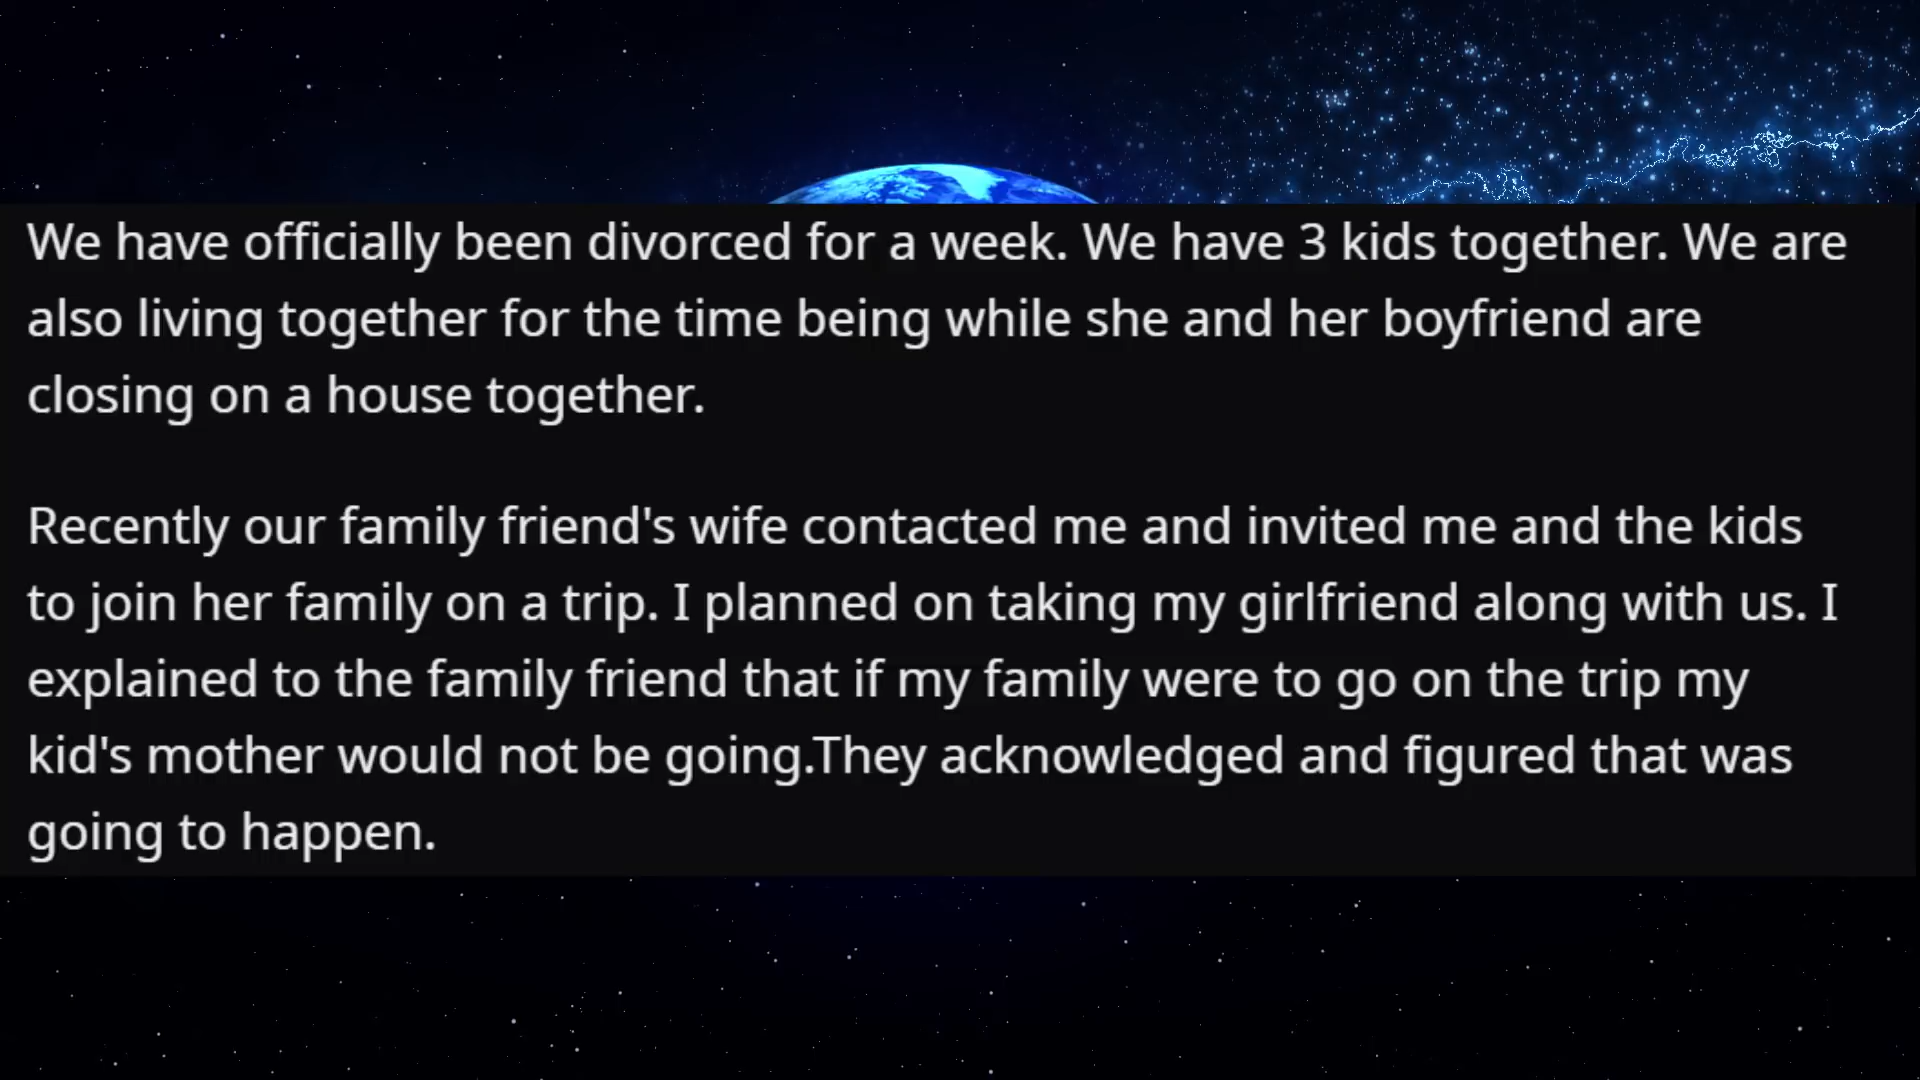 We have officially been divorced for a week. We have 3 kids together. We are
also living together for the time being while she and her boyfriend are
closing on a house together.
Recently our family friend's wife contacted me and invited me and the kids
to join her family on a trip. I planned on taking my girlfriend along with us. I
explained to the family friend that if my family were to go on the trip my
kid's mother would not be going.They acknowledged and figured that was
going to happen.